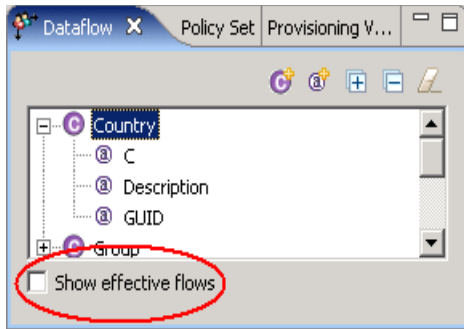 Dataflow Policy Set Provisioning V...
Country
C
Description
GUID
Group
Show effective flows